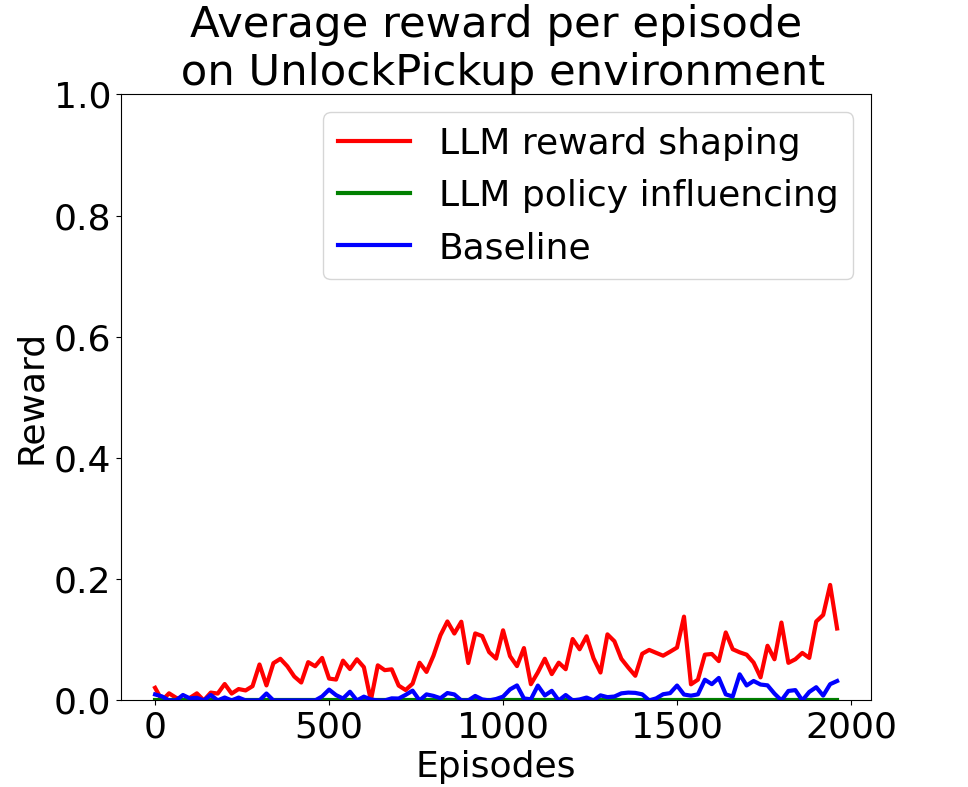 Average reward per episode
on UnlockPickup environment
1.0
0.8
0.6
0.4
0.2
0.0
Reward
LLM reward shaping
LLM policy influencing
Baseline
0
500
1000
1500
2000
Episodes